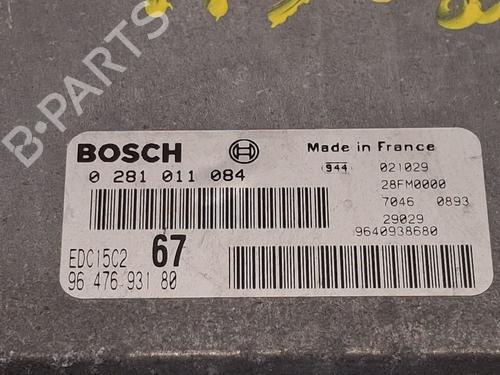 B-PARTS
BOSCH
Made in France
0 281 011 084
944 021029
28FM0000
7046 0893
29029
9640938680
EDC15C2 67
96 476 931 80